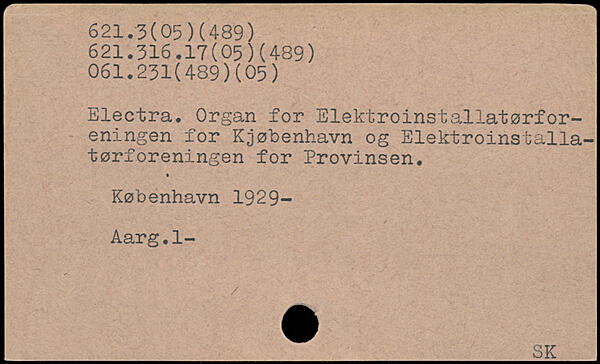 621.3(05)(489)
621.316.17(05)(489)
061.231(489)(05)
Electra. Organ for Elektroinstallatørfor-
eningen for Kjøbenhavn og Elektroinstalla-
tørforeningen for Provinsen.
København 1929-
Aarg.1-
SK